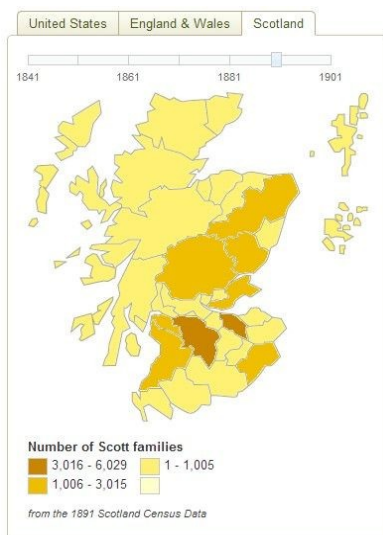 United States England & Wales Scotland
1841 1861 1881 1901
Number of Scott families
3,016 - 6,029 1 - 1,005
1,006 - 3,015
from the 1891 Scotland Census Data